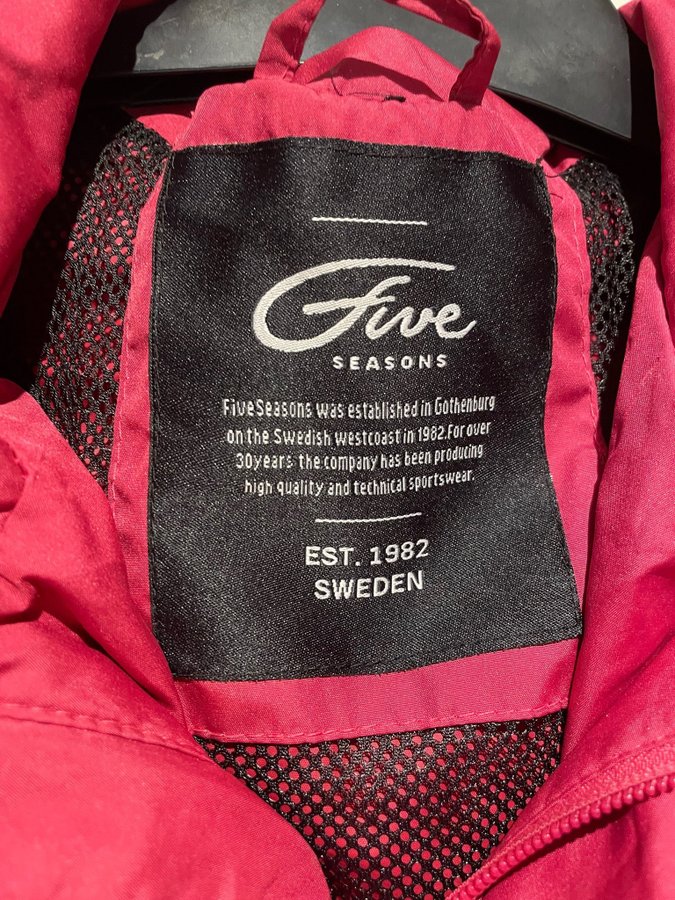 Five
SEASONS
FiveSeasons was established in Gothenburg
on the Swedish westcoast in 1982.For over
30years the company has been producing
high quality and technical sportswear.
EST. 1982
SWEDEN